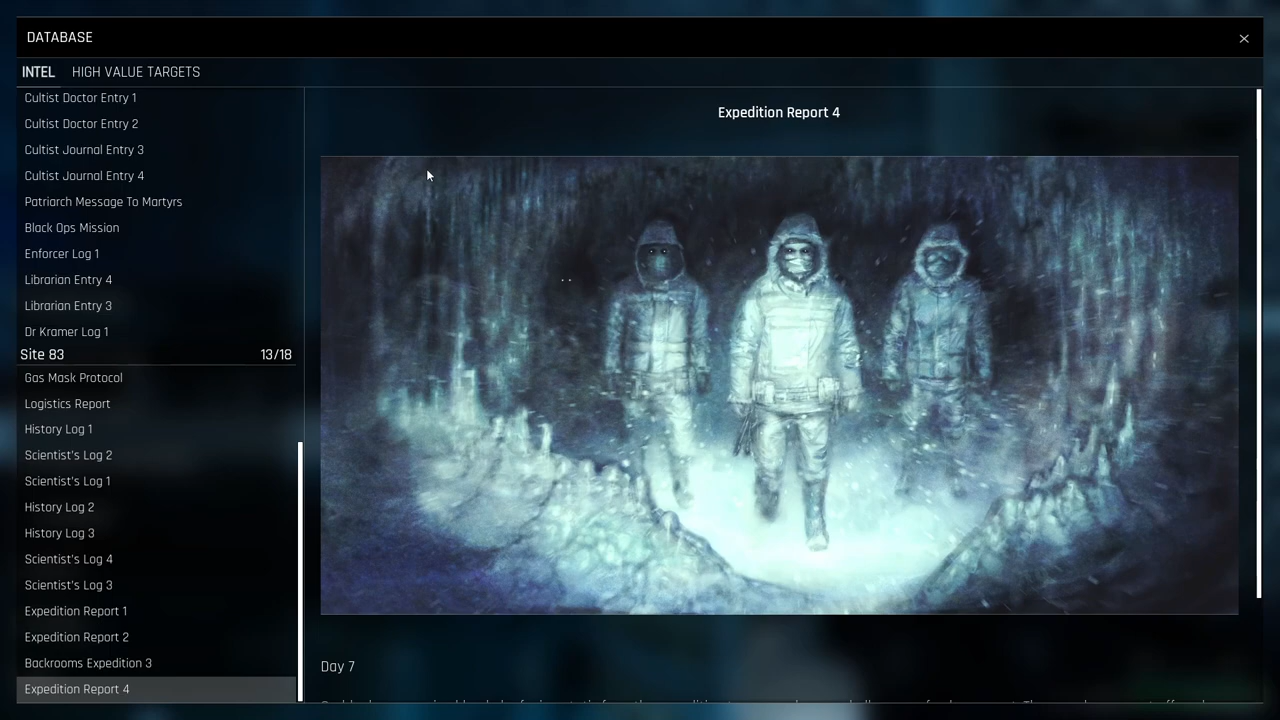 DATABASE
INTEL HIGH VALUE TARGETS
Cultist Doctor Entry 1
Cultist Doctor Entry 2
Cultist Journal Entry 3
Cultist Journal Entry 4
Patriarch Message To Martyrs
Black Ops Mission
Enforcer Log 1
Librarian Entry 4
Librarian Entry 3
Dr Kramer Log 1
Site 83 13/18
Gas Mask Protocol
Logistics Report
History Log 1
Scientist's Log 2
Scientist's Log 1
History Log 2
History Log 3
Scientist's Log 4
Scientist's Log 3
Expedition Report 1
Expedition Report 2
Backrooms Expedition 3
Expedition Report 4
Expedition Report 4
Day 7